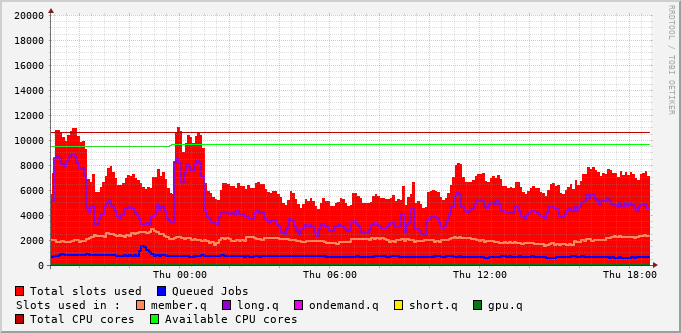 RRDTOOL / TOBI OETIKER
20000
18000
16000
14000
12000
10000
8000
6000
4000
2000
0
Thu 00:00 Thu 06:00 Thu 12:00 Thu 18:00
Total slots used Queued Jobs
Slots used in : member.q long.q ondemand.q short.q gpu.q
Total CPU cores Available CPU cores